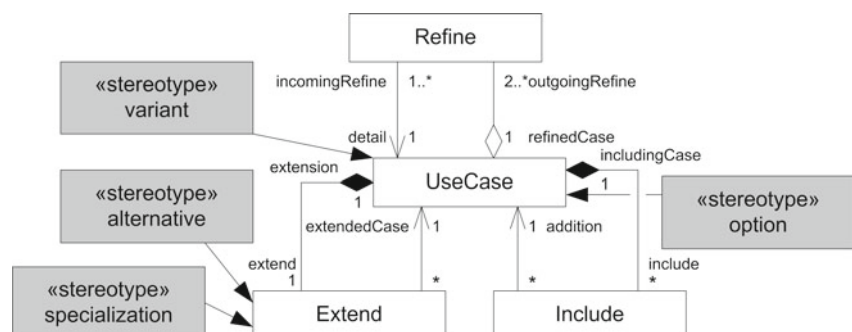 Refine
incomingRefine 1..* 2..*outgoingRefine
«stereotype»
variant
detail 1 1 refinedCase
extension includingCase
UseCase
1 1
«stereotype»
alternative
extendedCase 1 1 addition
«stereotype»
option
extend include
1 * * *
«stereotype»
specialization
Extend Include